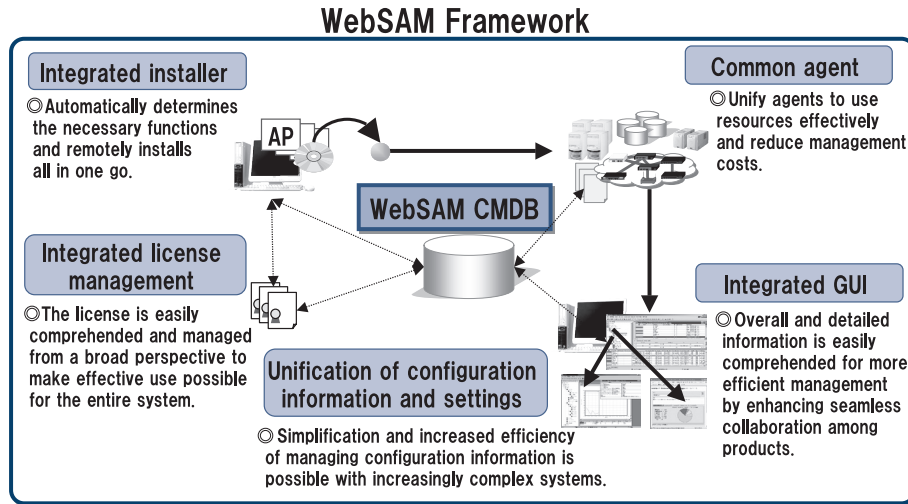 WebSAM Framework
Integrated installer
◎Automatically determines
the necessary functions
and remotely installs
all in one go.
AP
Common agent
◎Unify agents to use
resources effectively
and reduce management
costs.
WebSAM CMDB
Integrated license
management
◎The license is easily
comprehended and managed
from a broad perspective to
make effective use possible
for the entire system.
Unification of configuration
information and settings
◎Simplification and increased efficiency
of managing configuration information is
possible with increasingly complex systems.
Integrated GUI
◎Overall and detailed
information is easily
comprehended for more
efficient management
by enhancing seamless
collaboration among
products.